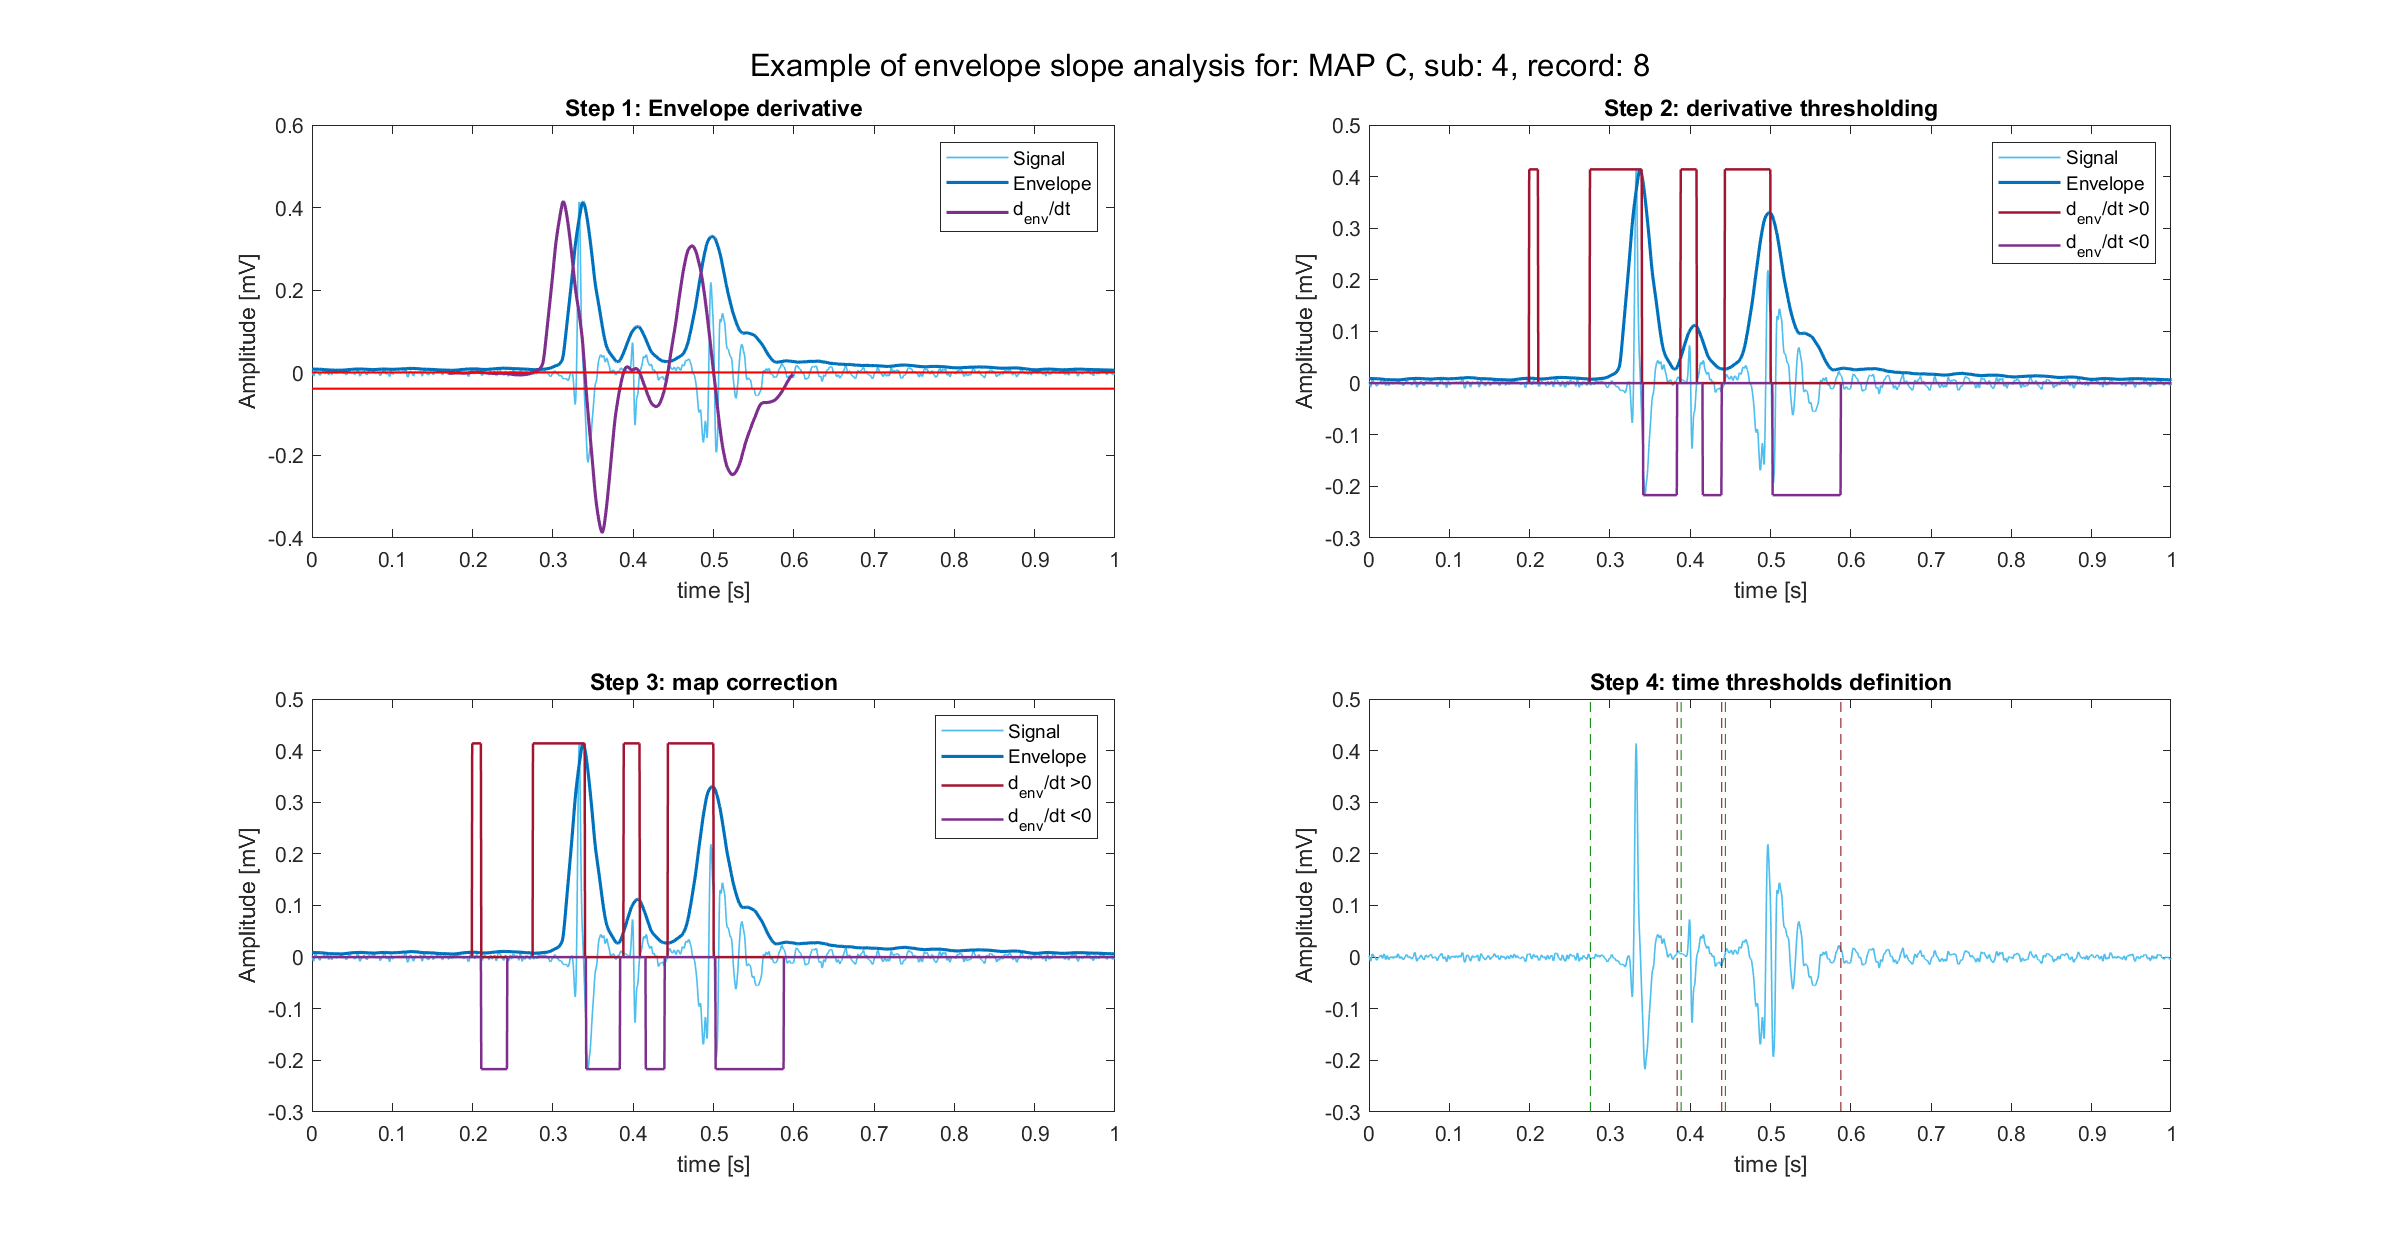 Example of envelope slope analysis for: MAP C, sub: 4, record: 8
Step 1: Envelope derivative
0.6
0.4
0.2
0
-0.2
-0.4
Amplitude [mV]
0 0.1 0.2 0.3 0.4 0.5 0.6 0.7 0.8 0.9 1
time [s]
Signal
Envelope
d_env/dt
Step 2: derivative thresholding
0.5
0.4
0.3
0.2
0.1
0
-0.1
-0.2
-0.3
Amplitude [mV]
0 0.1 0.2 0.3 0.4 0.5 0.6 0.7 0.8 0.9 1
time [s]
Signal
Envelope
d_env/dt >0
d_env/dt <0
Step 3: map correction
0.5
0.4
0.3
0.2
0.1
0
-0.1
-0.2
-0.3
Amplitude [mV]
0 0.1 0.2 0.3 0.4 0.5 0.6 0.7 0.8 0.9 1
time [s]
Signal
Envelope
d_env/dt >0
d_env/dt <0
Step 4: time thresholds definition
0.5
0.4
0.3
0.2
0.1
0
-0.1
-0.2
-0.3
Amplitude [mV]
0 0.1 0.2 0.3 0.4 0.5 0.6 0.7 0.8 0.9 1
time [s]